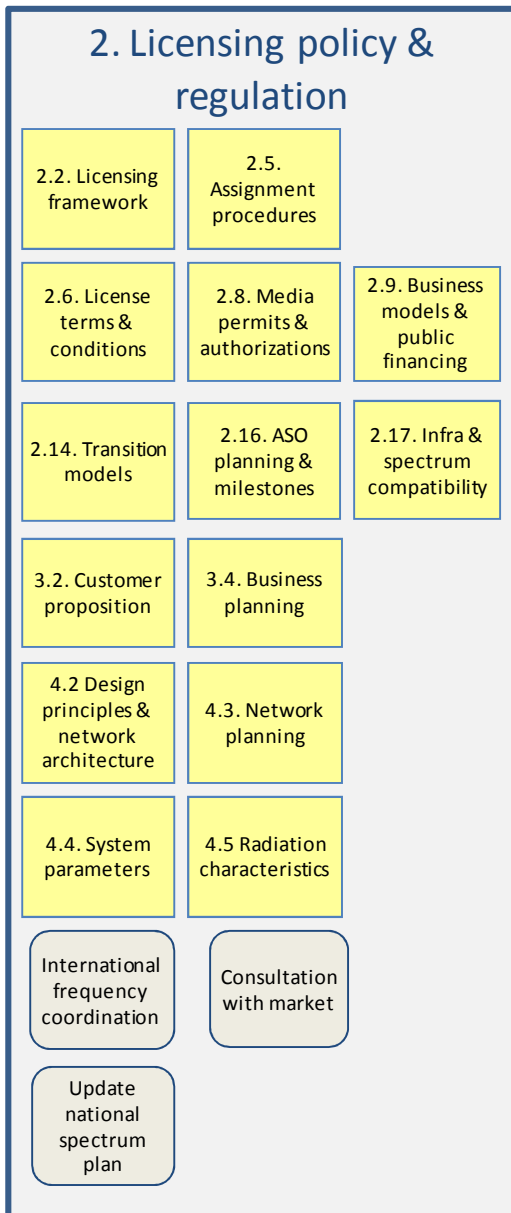 2. Licensing policy &
regulation
2.2. Licensing
framework
2.5.
Assignment
procedures
2.6. License
terms &
conditions
2.8. Media
permits &
authorizations
2.9. Business
models &
public
financing
2.14. Transition
models
2.16. ASO
planning &
milestones
2.17. Infra &
spectrum
compatibility
3.2. Customer
proposition
3.4. Business
planning
4.2 Design
principles &
network
architecture
4.3. Network
planning
4.4. System
parameters
4.5 Radiation
characteristics
International
frequency
coordination
Consultation
with market
Update
national
spectrum
plan